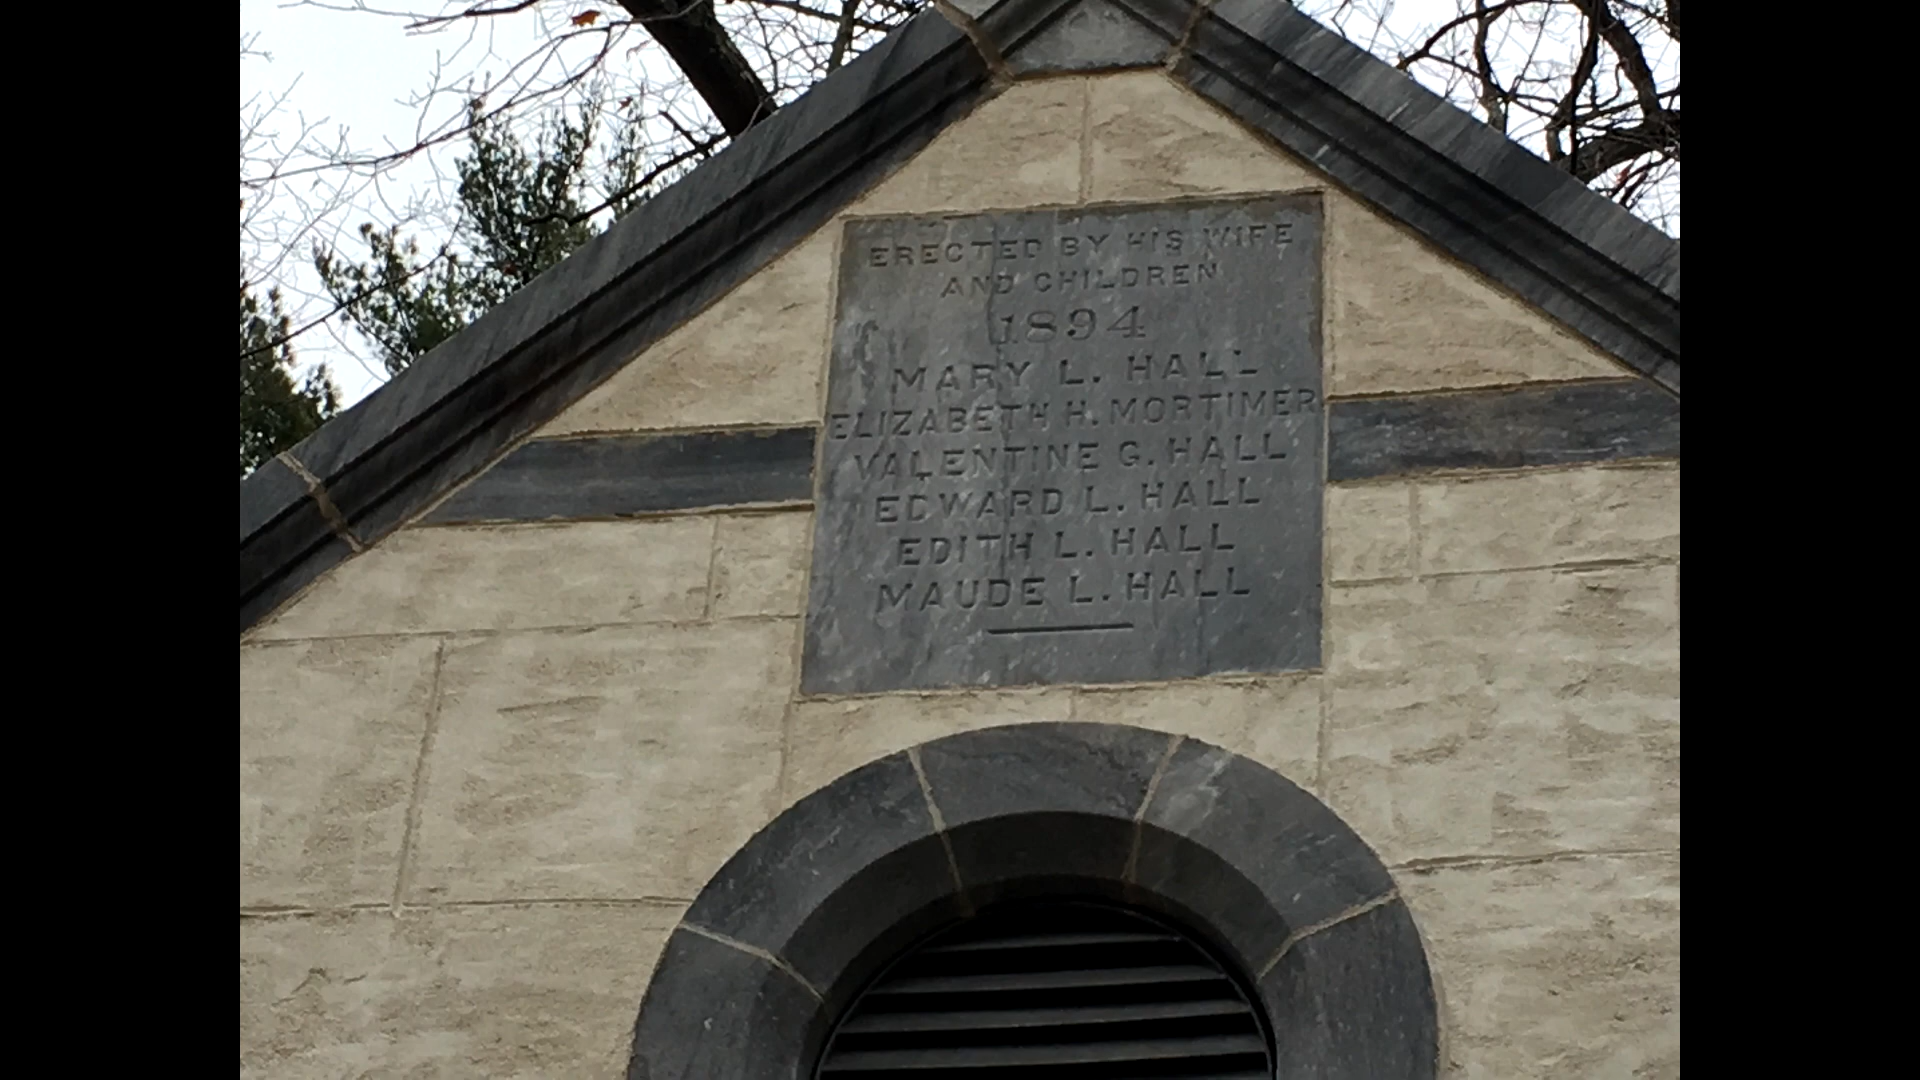 ERECTED BY HIS WIFE
AND CHILDREN
1894
MARY L. HALL
ELIZABETH H. MORTIMER
VALENTINE G. HALL
EDWARD L. HALL
EDITH L. HALL
MAUDE L. HALL